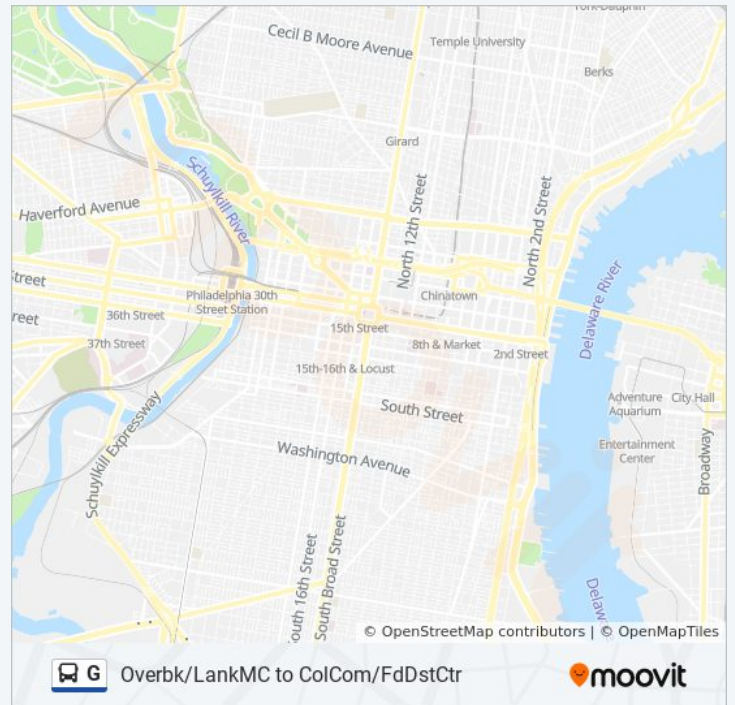 York-Dauphin
Cecil B Moore Avenue
Temple University
Berks
Girard
Schuylkill River
Haverford Avenue
North 12th Street
North 2nd Street
Delaware River
Street
Philadelphia 30th
Street Station
Chinatown
reet
36th Street
15th Street
37th Street
8th & Market
2nd Street
15th-16th & Locust
Adventure
Aquarium
City Hall
South Street
Entertainment
Center
Washington Avenue
Broadway
Schuylkill Expressway
South 16th Street
South Broad Street
Delawa
© OpenStreetMap contributors | © OpenMapTiles
G Overbk/LankMC to ColCom/FdDstCtr
moovit